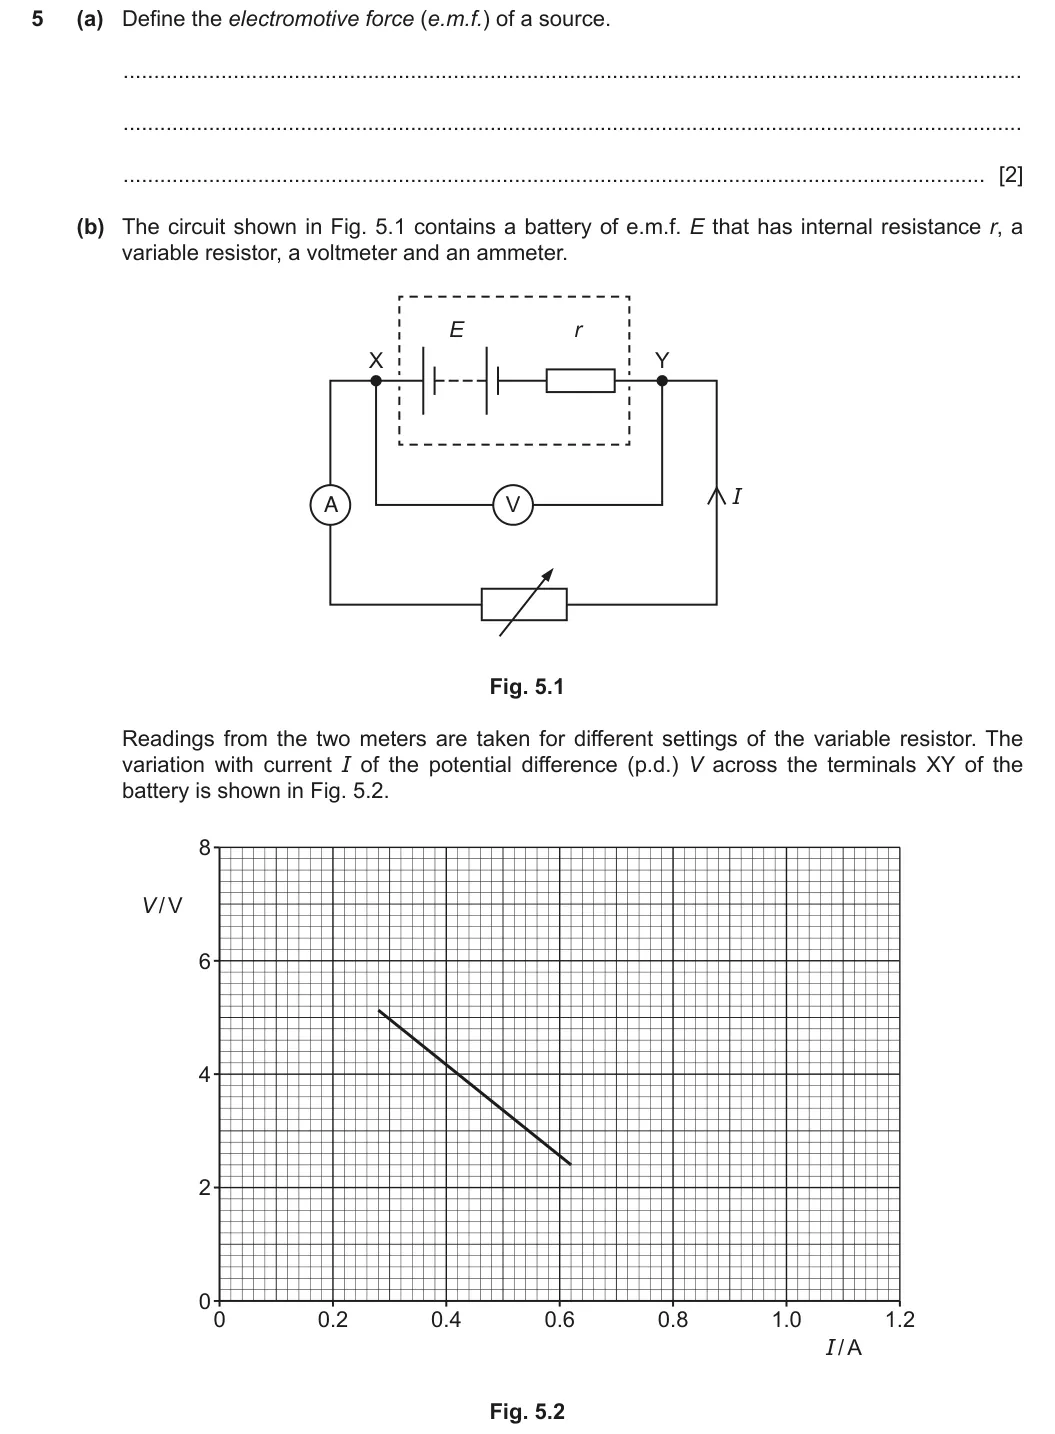 5 (a) Define the electromotive force (e.m.f.) of a source.
..........................................................................................................................................
..........................................................................................................................................
.................................................................................................................................... [2]
(b) The circuit shown in Fig. 5.1 contains a battery of e.m.f. E that has internal resistance r, a
variable resistor, a voltmeter and an ammeter.
E r
X Y
A V I
Fig. 5.1
Readings from the two meters are taken for different settings of the variable resistor. The
variation with current I of the potential difference (p.d.) V across the terminals XY of the
battery is shown in Fig. 5.2.
8
V / V
6
4
2
0
0 0.2 0.4 0.6 0.8 1.0 1.2
I / A
Fig. 5.2